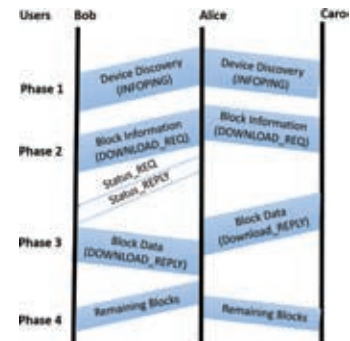 Users Bob Alice Caro
Phase 1
Device Discovery
(INFOPING)
Device Discovery
(INFOPING)
Phase 2
Block Information
(DOWNLOAD_REQ)
Block Information
(DOWNLOAD_REQ)
Status_REQ
Status_REPLY
Phase 3
Block Data
(DOWNLOAD_REPLY)
Block Data
(Download_REPLY)
Phase 4
Remaining Blocks
Remaining Blocks